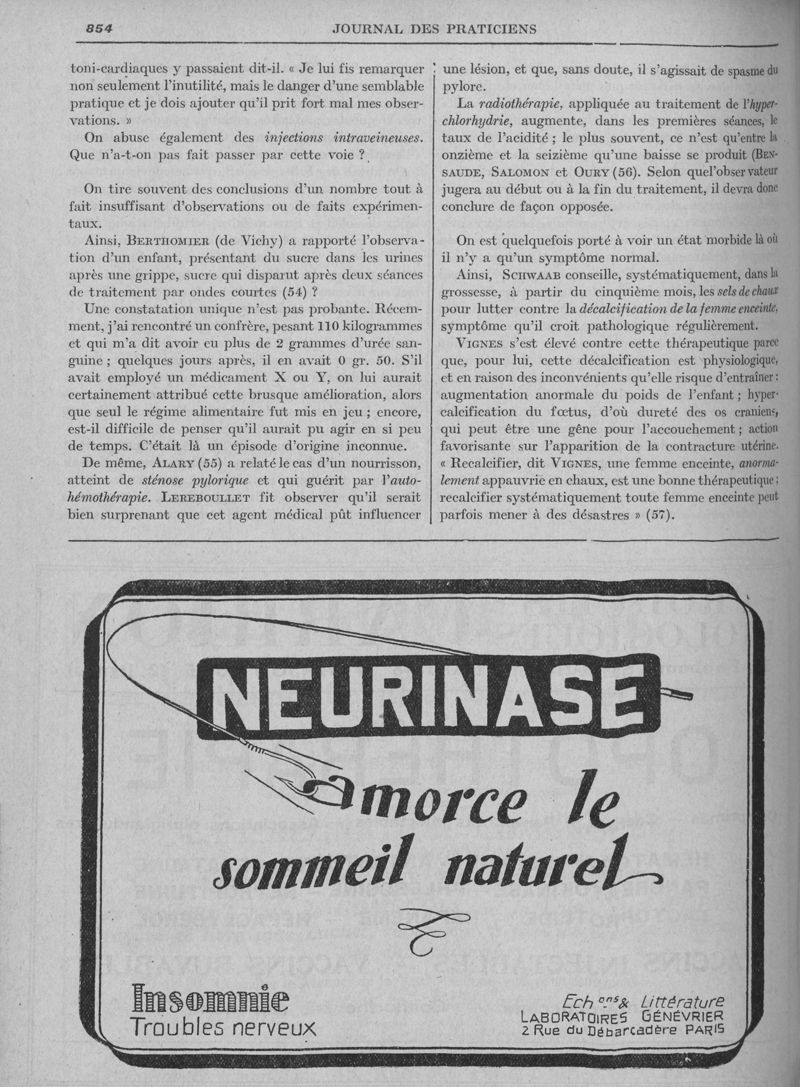 854
JOURNAL DES PRATICIENS
toni-cardiaques y passaient dit-il. « Je lui fis remarquer
non seulement l'inutilité, mais le danger d'une semblable
pratique et je dois ajouter qu'il prit fort mal mes obser-
vations. »
On abuse également des injections intraveineuses.
Que n'a-t-on pas fait passer par cette voie ?
On tire souvent des conclusions d'un nombre tout à
fait insuffisant d'observations ou de faits expérimen-
taux.
Ainsi, BERTHOMIER (de Vichy) a rapporté l'observa-
tion d'un enfant, présentant du sucre dans les urines
après une grippe, sucre qui disparut après deux séances
de traitement par ondes courtes (54) ?
Une constatation unique n'est pas probante. Récem-
ment, j'ai rencontré un confrère, pesant 110 kilogrammes
et qui m'a dit avoir eu plus de 2 grammes d'urée san-
guine ; quelques jours après, il en avait 0 gr. 50. S'il
avait employé un médicament X ou Y, on lui aurait
certainement attribué cette brusque amélioration, alors
que seul le régime alimentaire fut mis en jeu ; encore,
est-il difficile de penser qu'il aurait pu agir en si peu
de temps. C'était là un épisode d'origine inconnue.
De même, ALARY (55) a relaté le cas d'un nourrisson,
atteint de sténose pylorique et qui guérit par l'auto-
hémothérapie. LEREBOULLET fit observer qu'il serait
bien surprenant que cet agent médical pût influencer
une lésion, et que, sans doute, il s'agissait de spasme du
pylore.
La radiothérapie, appliquée au traitement de l'hyper-
chlorhydrie, augmente, dans les premières séances, le
taux de l'acidité ; le plus souvent, ce n'est qu'entre la
onzième et la seizième qu'une baisse se produit (BEN-
SAUDE, SALOMON et OURY (56). Selon quel'observateur
jugera au début ou à la fin du traitement, il devra donc
conclure de façon opposée.
On est quelquefois porté à voir un état morbide là où
il n'y a qu'un symptôme normal.
Ainsi, SCHWAAB conseille, systématiquement, dans la
grossesse, à partir du cinquième mois, les sels de chaux
pour lutter contre la décalcification de la femme enceinte,
symptôme qu'il croit pathologique régulièrement.
VIGNES s'est élevé contre cette thérapeutique parce
que, pour lui, cette décalcification est physiologique,
et en raison des inconvénients qu'elle risque d'entraîner :
augmentation anormale du poids de l'enfant ; hyper-
calcification du fœtus, d'où dureté des os craniens,
qui peut être une gêne pour l'accouchement ; action
favorisante sur l'apparition de la contracture utérine.
« Recalcifier, dit VIGNES, une femme enceinte, anorma-
lement appauvrie en chaux, est une bonne thérapeutique ;
recalcifier systématiquement toute femme enceinte peut
parfois mener à des désastres » (57).
NEURINASE
amorce le
sommeil naturel
Insomnie
Troubles nerveux
Ech ons & Littérature
LABORATOIRES GÉNÉVRIER
2 Rue du Débarcadère PARIS